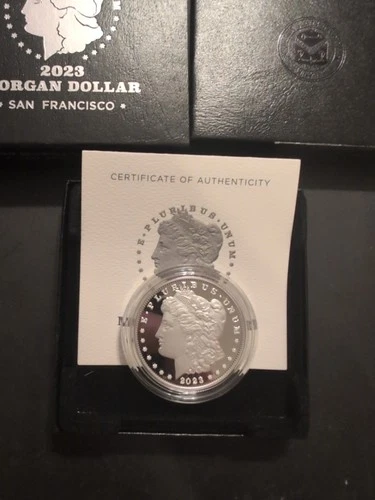 2023
ORGAN DOLLAR
· SAN FRANCISCO ·
CERTIFICATE OF AUTHENTICITY
E·PLURIBUS·UNUM
M
E·PLURIBUS·UNUM
2023